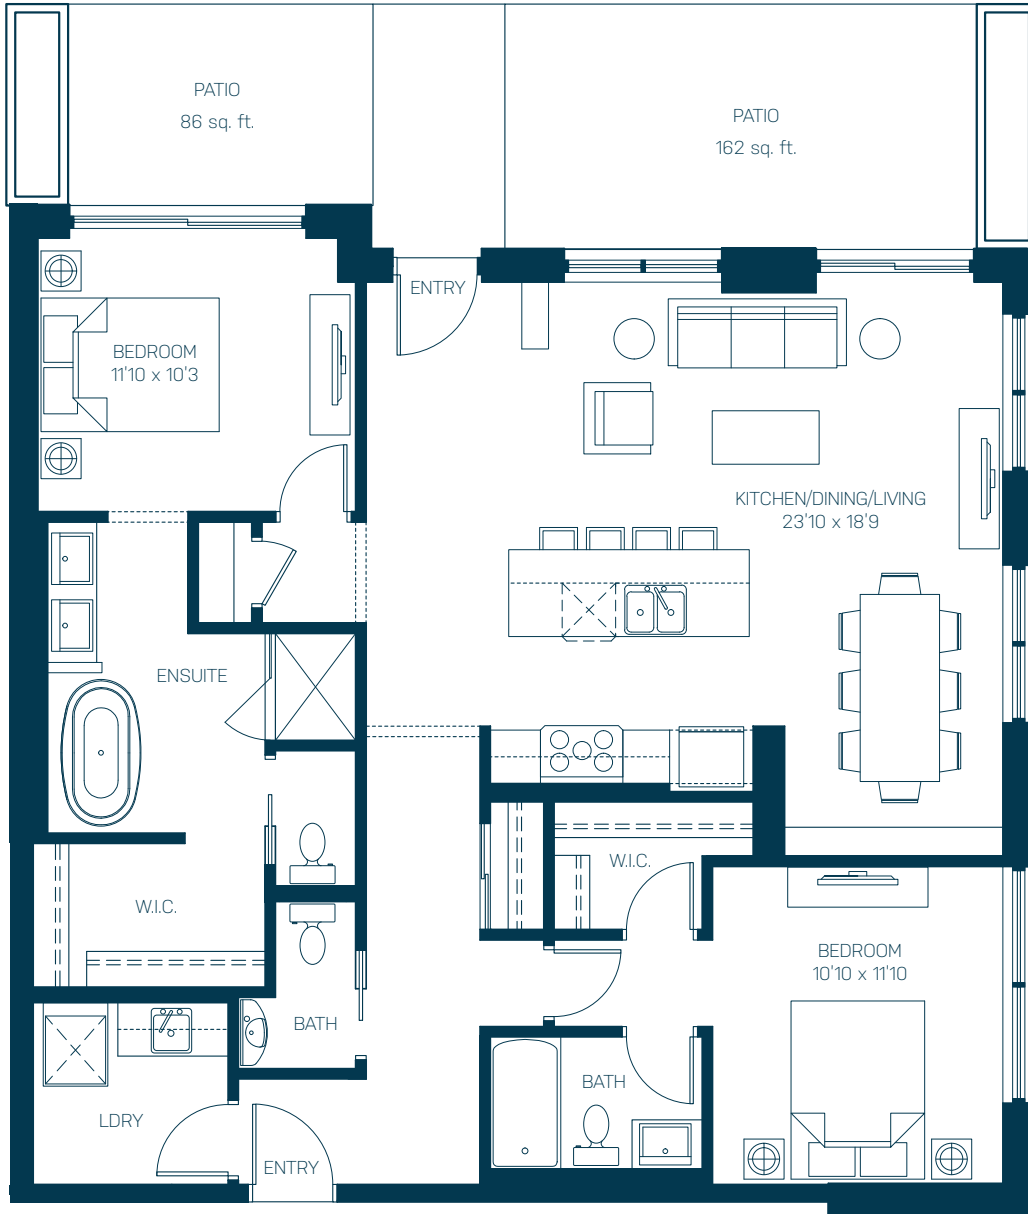 PATIO
86 sq. ft.
PATIO
162 sq. ft.
ENTRY
BEDROOM
11'10 x 10'3
KITCHEN/DINING/LIVING
23'10 x 18'9
ENSUITE
W.I.C.
W.I.C.
BEDROOM
10'10 x 11'10
BATH
BATH
LDRY
ENTRY